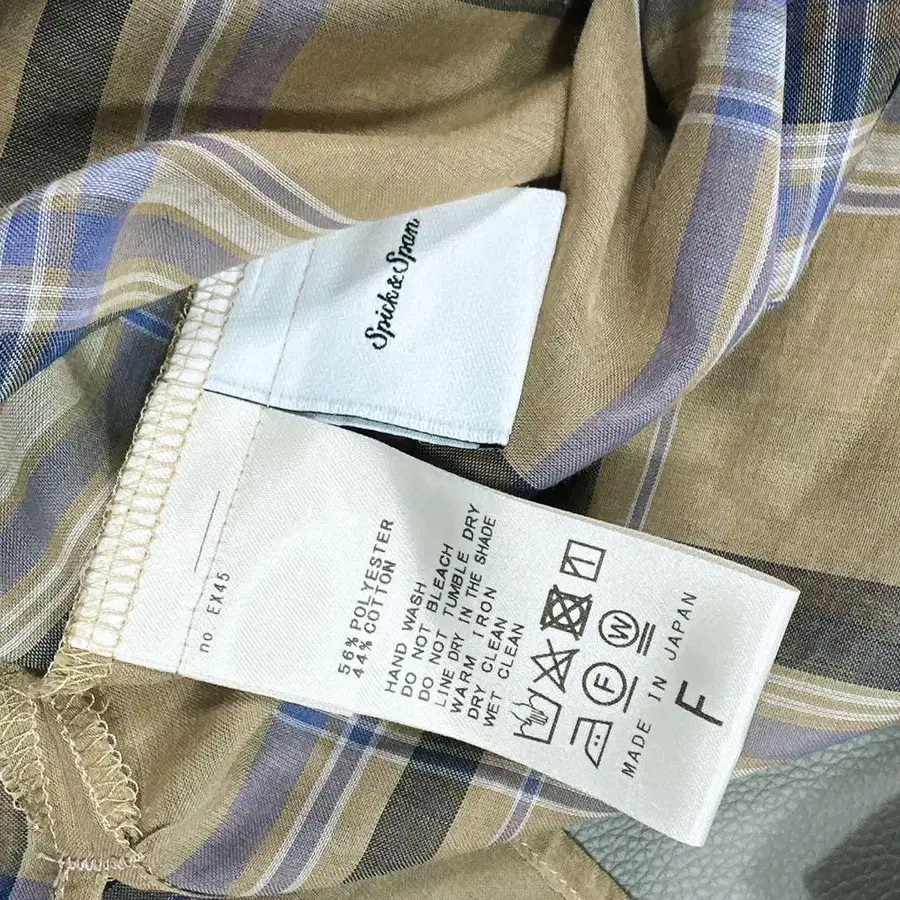 Spick & Span
no. EX45
56% POLYESTER
44% COTTON
HAND WASH
DO NOT BLEACH
DO NOT TUMBLE DRY
LINE DRY IN THE SHADE
WARM IRON
DRY CLEAN
WET CLEAN
F
W
MADE IN JAPAN
F